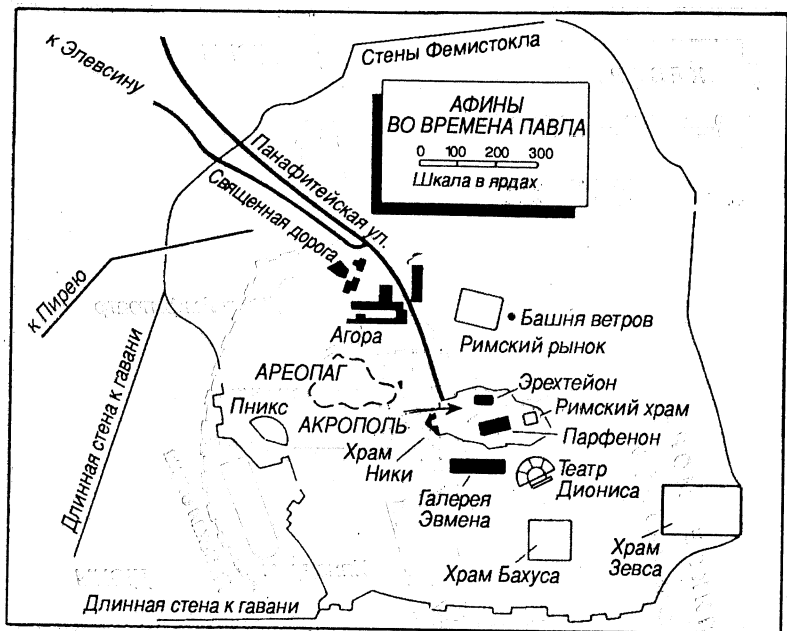 к Элевсину
Стены Фемистокла
АФИНЫ
ВО ВРЕМЕНА ПАВЛА
0 100 200 300
Шкала в ярдах
Панафитейская ул.
Священная дорога
к Пирею
Длинная стена к гавани
Агора
Башня ветров
Римский рынок
АРЕОПАГ
Пникс
АКРОПОЛЬ
Эрехтейон
Римский храм
Парфенон
Храм
Ники
Галерея
Эвмена
Театр
Диониса
Храм Бахуса
Храм
Зевса
Длинная стена к гавани